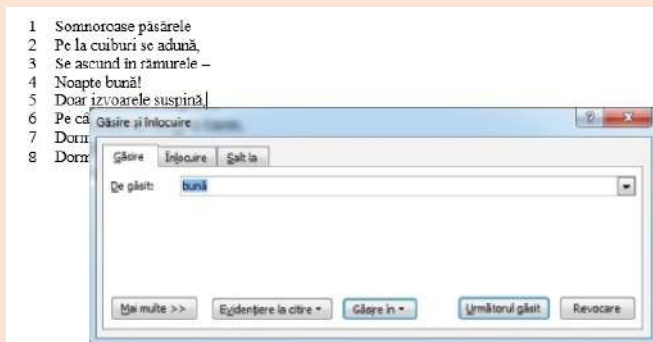 1 Somnoroase păsărele
2 Pe la cuiburi se adună,
3 Se ascund în rămurele –
4 Noapte bună!
5 Doar izvoarele suspină,
6 Pe câ
7 Dorm
8 Dorm
Găsire și înlocuire
Găsire Înlocuire Salt la
De găsit: bună
Mai multe >> Evidențiere la citire Găsire în Următorul găsit Revocare